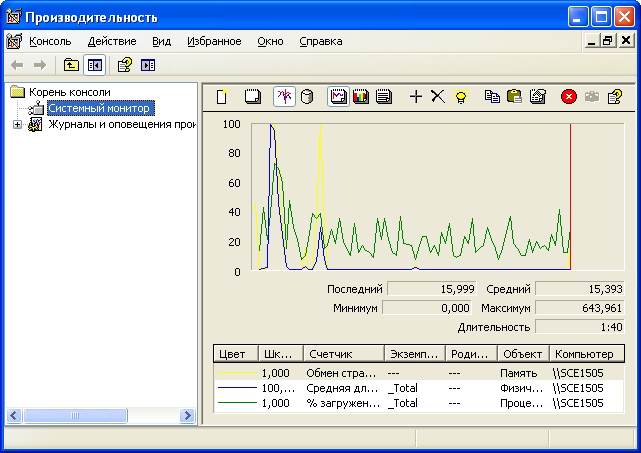 Производительность
Консоль Действие Вид Избранное Окно Справка
Корень консоли
Системный монитор
Журналы и оповещения прои
100
80
60
40
20
0
Последний 15,999 Средний 15,393
Минимум 0,000 Максимум 643,961
Длительность 1:40
Цвет Шк... Счетчик Экземп... Роди... Объект Компьютер
1,000 Обмен стра... --- --- Память \\SCE1505
100,... Средняя дл... _Total --- Физич... \\SCE1505
1,000 % загружен... _Total --- Проце... \\SCE1505